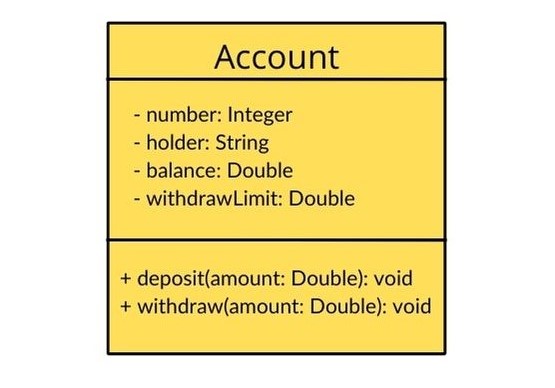 Account
- number: Integer
- holder: String
- balance: Double
- withdrawLimit: Double
+ deposit(amount: Double): void
+ withdraw(amount: Double): void